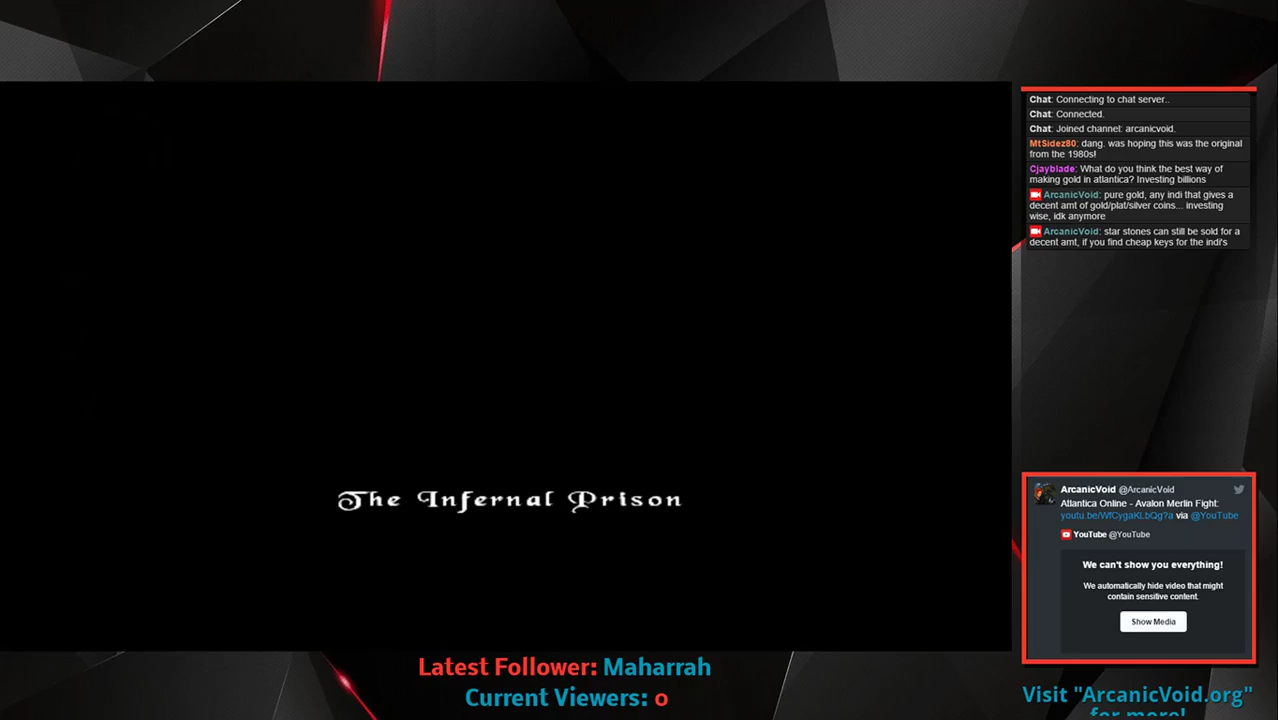 Chat: Connecting to chat server..
Chat: Connected.
Chat: Joined channel: arcanicvoid.
MtSidez80: dang. was hoping this was the original
from the 1980s!
Cjayblade: What do you think the best way of
making gold in atlantica? Investing billions
ArcanicVoid: pure gold, any indi that gives a
decent amt of gold/plat/silver coins... investing
wise, idk anymore
ArcanicVoid: star stones can still be sold for a
decent amt, if you find cheap keys for the indi's
The Infernal Prison
ArcanicVoid @ArcanicVoid
Atlantica Online - Avalon Merlin Fight:
youtu.be/WfCygaKLbQg?a via @YouTube
YouTube @YouTube
We can't show you everything!
We automatically hide video that might
contain sensitive content.
Show Media
Latest Follower: Maharrah
Current Viewers: 0
Visit "ArcanicVoid.org"
for more!